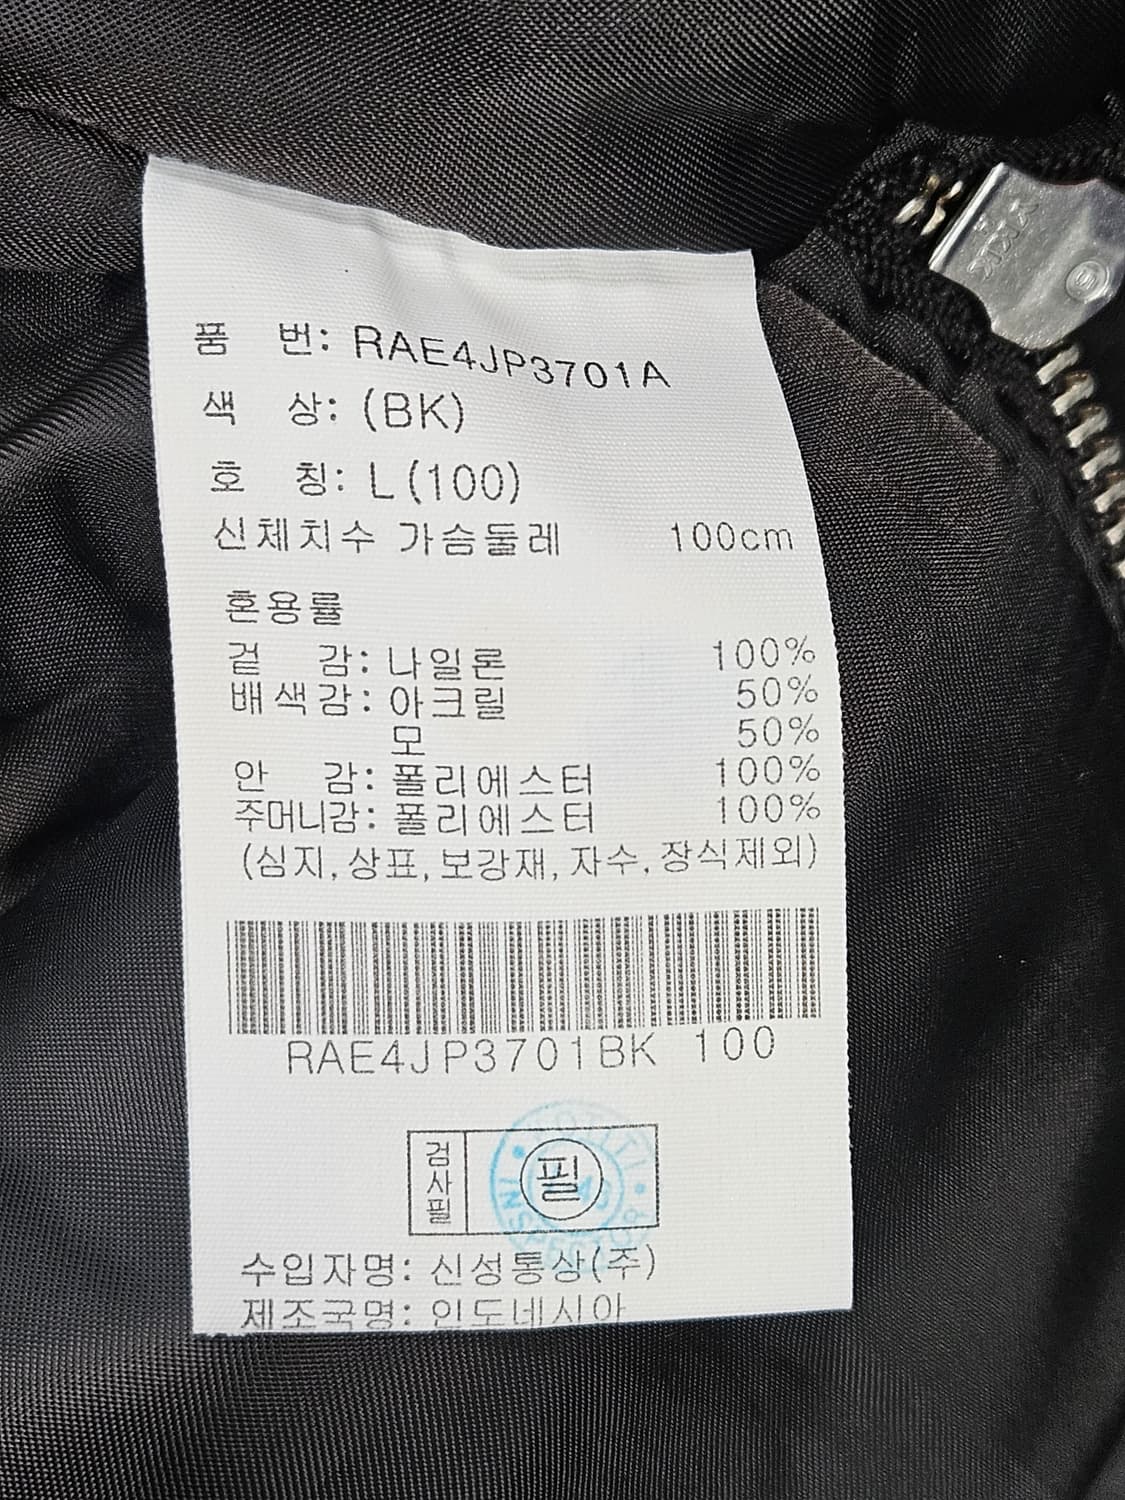 품 번: RAE4JP3701A
색 상: (BK)
호 칭: L(100)
신체치수 가슴둘레 100cm
혼용률
겉 감: 나일론 100%
배색감: 아크릴 50%
모 50%
안 감: 폴리에스터 100%
주머니감: 폴리에스터 100%
(심지,상표,보강재,자수,장식제외)
RAE4JP3701BK 100
검사필 필
수입자명: 신성통상(주)
제조국명: 인도네시아